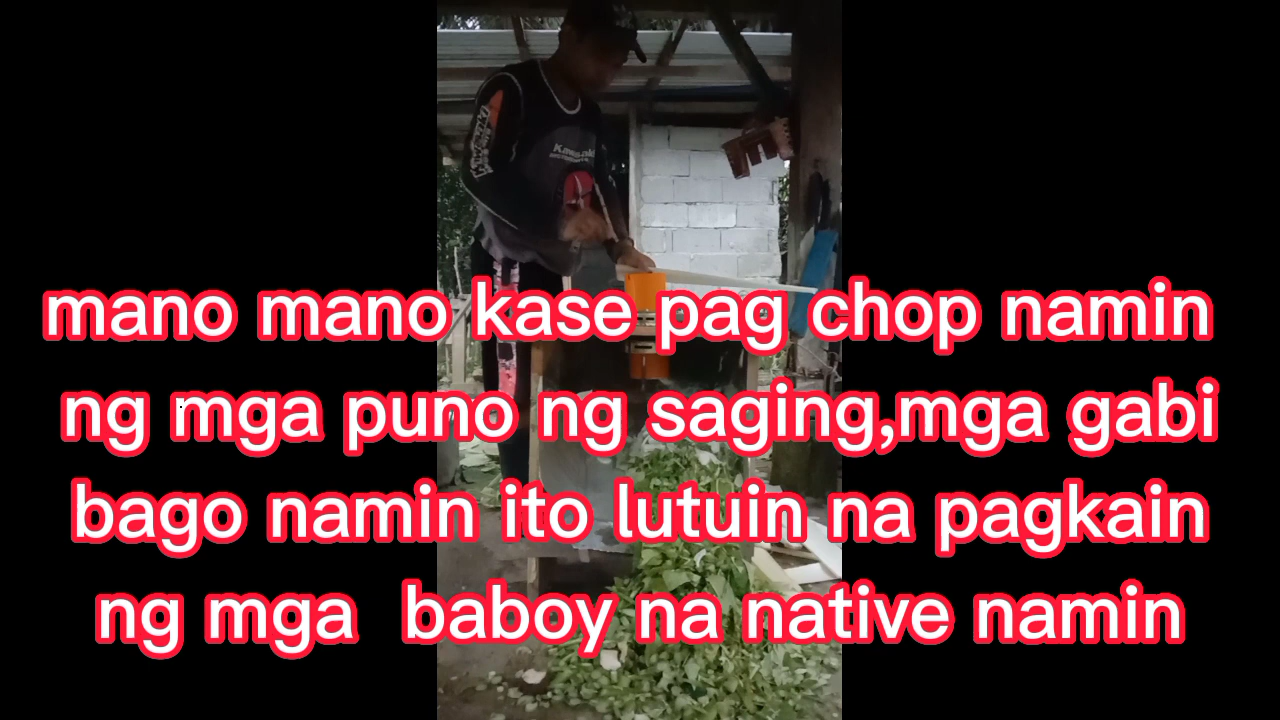 Kawasaki
mano mano kase pag chop namin
ng mga puno ng saging,mga gabi
bago namin ito lutuin na pagkain
ng mga baboy na native namin